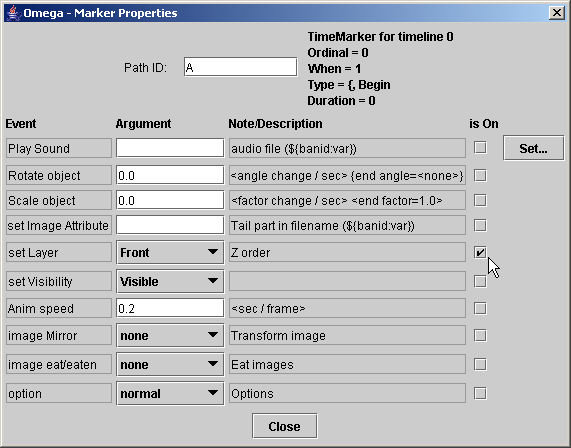 Omega - Marker Properties
Path ID: A
TimeMarker for timeline 0
Ordinal = 0
When = 1
Type = {, Begin
Duration = 0
Event Argument Note/Description is On
Play Sound audio file (${banid:var}) Set...
Rotate object 0.0 <angle change / sec> {end angle=<none>}
Scale object 0.0 <factor change / sec> <end factor=1.0>
set Image Attribute Tail part in filename (${banid:var})
set Layer Front Z order
set Visibility Visible
Anim speed 0.2 <sec / frame>
image Mirror none Transform image
image eat/eaten none Eat images
option normal Options
Close